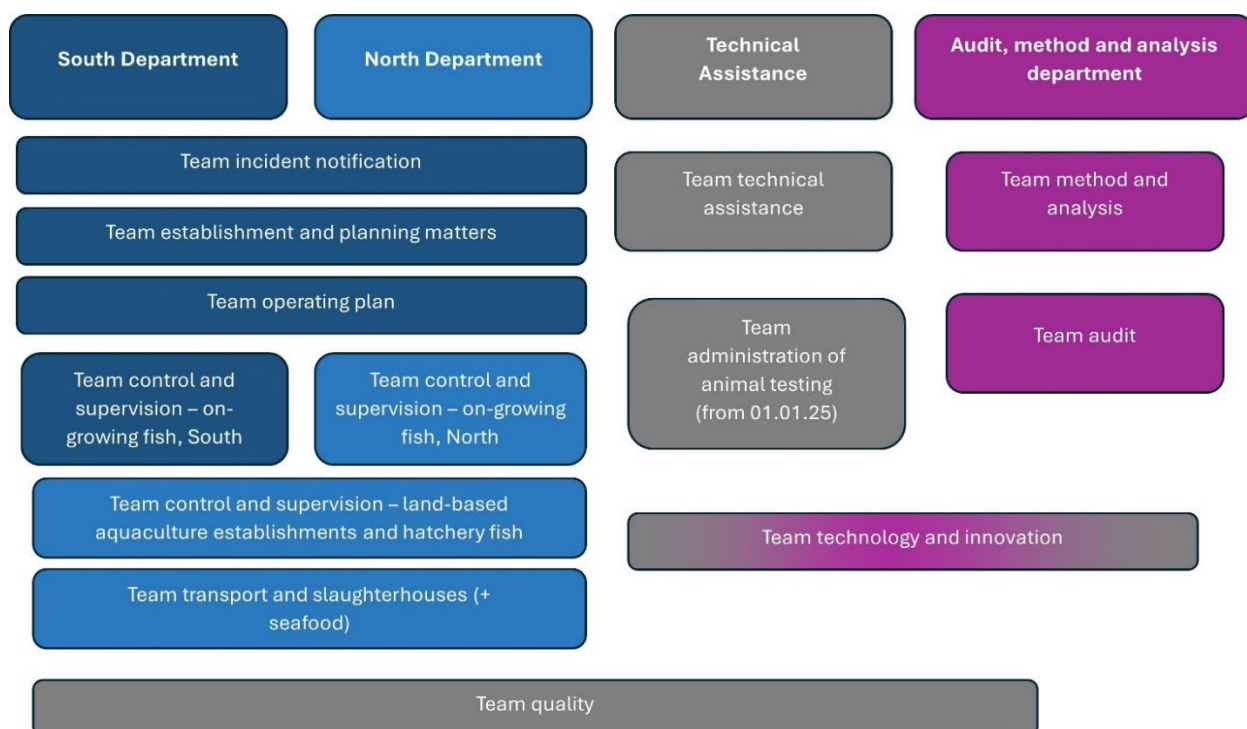 South Department
North Department
Technical
Assistance
Audit, method and analysis
department
Team incident notification
Team establishment and planning matters
Team operating plan
Team control and
supervision – on-
growing fish, South
Team control and
supervision – on-growing
fish, North
Team control and supervision – land-based
aquaculture establishments and hatchery fish
Team transport and slaughterhouses (+
seafood)
Team technical
assistance
Team
administration of
animal testing
(from 01.01.25)
Team method and
analysis
Team audit
Team technology and innovation
Team quality